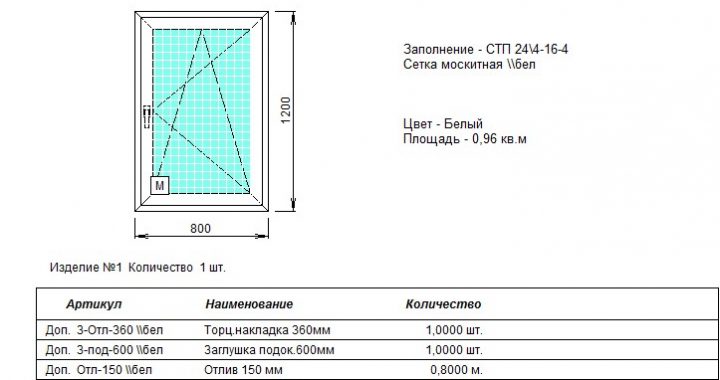 Заполнение - СТП 24\4-16-4
Сетка москитная \\бел
1200
Цвет - Белый
Площадь - 0,96 кв.м
М
800
Изделие №1 Количество 1 шт.
Артикул Наименование Количество
Доп. 3-Отл-360 \\бел Торц.накладка 360мм 1,0000 шт.
Доп. 3-под-600 \\бел Заглушка подок.600мм 1,0000 шт.
Доп. Отл-150 \\бел Отлив 150 мм 0,8000 м.